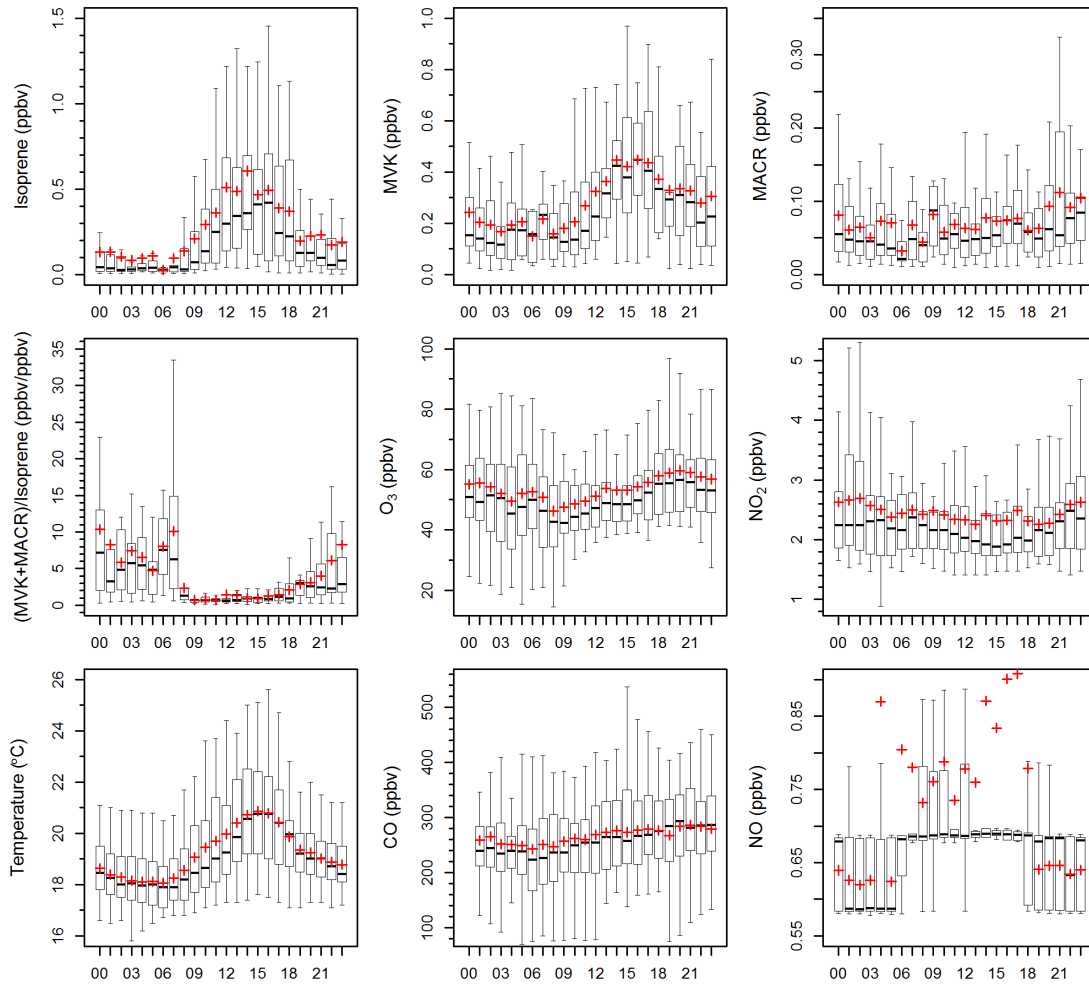 Isoprene (ppbv)
0.0 0.5 1.0 1.5
00 03 06 09 12 15 18 21
MVK (ppbv)
0.0 0.2 0.4 0.6 0.8 1.0
00 03 06 09 12 15 18 21
MACR (ppbv)
0.00 0.10 0.20 0.30
00 03 06 09 12 15 18 21
(MVK+MACR)/Isoprene (ppbv/ppbv)
0 5 10 15 20 25 30 35
00 03 06 09 12 15 18 21
O₃ (ppbv)
20 40 60 80 100
00 03 06 09 12 15 18 21
NO₂ (ppbv)
1 2 3 4 5
00 03 06 09 12 15 18 21
Temperature (°C)
16 18 20 22 24 26
00 03 06 09 12 15 18 21
CO (ppbv)
100 200 300 400 500
00 03 06 09 12 15 18 21
NO (ppbv)
0.55 0.65 0.75 0.85
00 03 06 09 12 15 18 21